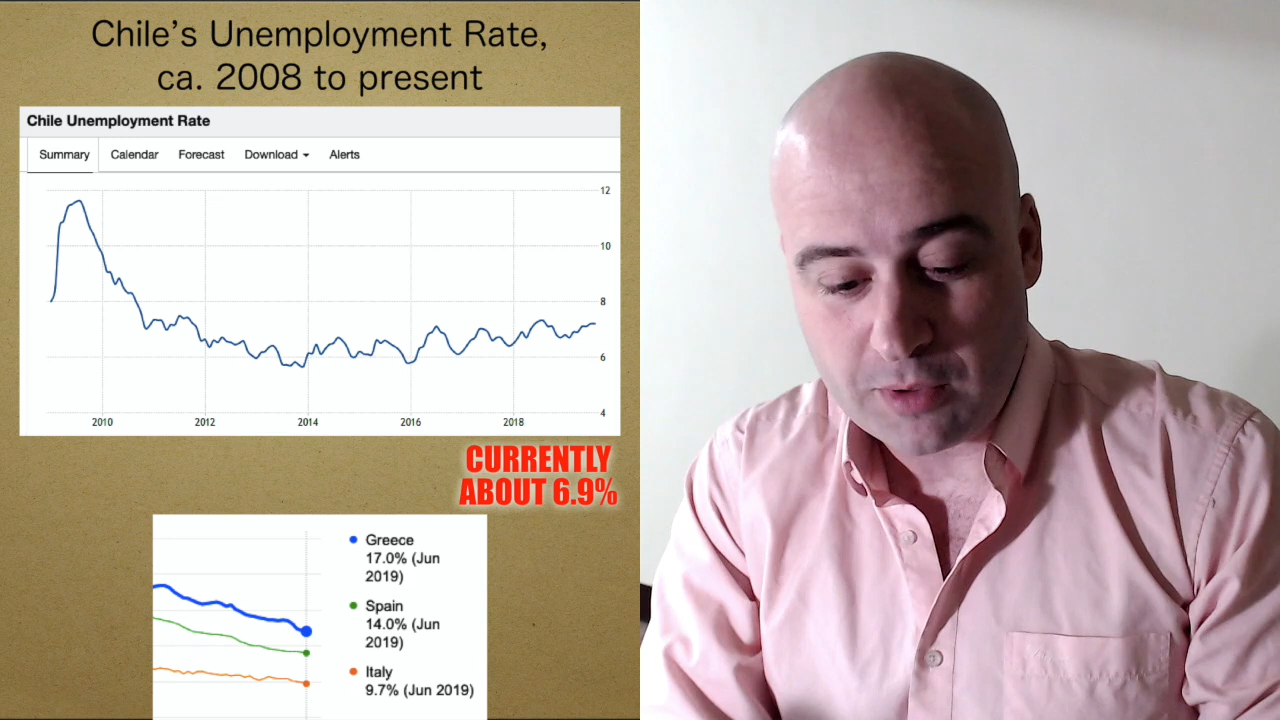 Chile’s Unemployment Rate,
ca. 2008 to present
Chile Unemployment Rate
Summary Calendar Forecast Download Alerts
12
10
8
6
4
2010 2012 2014 2016 2018
CURRENTLY
ABOUT 6.9%
Greece
17.0% (Jun
2019)
Spain
14.0% (Jun
2019)
Italy
9.7% (Jun 2019)